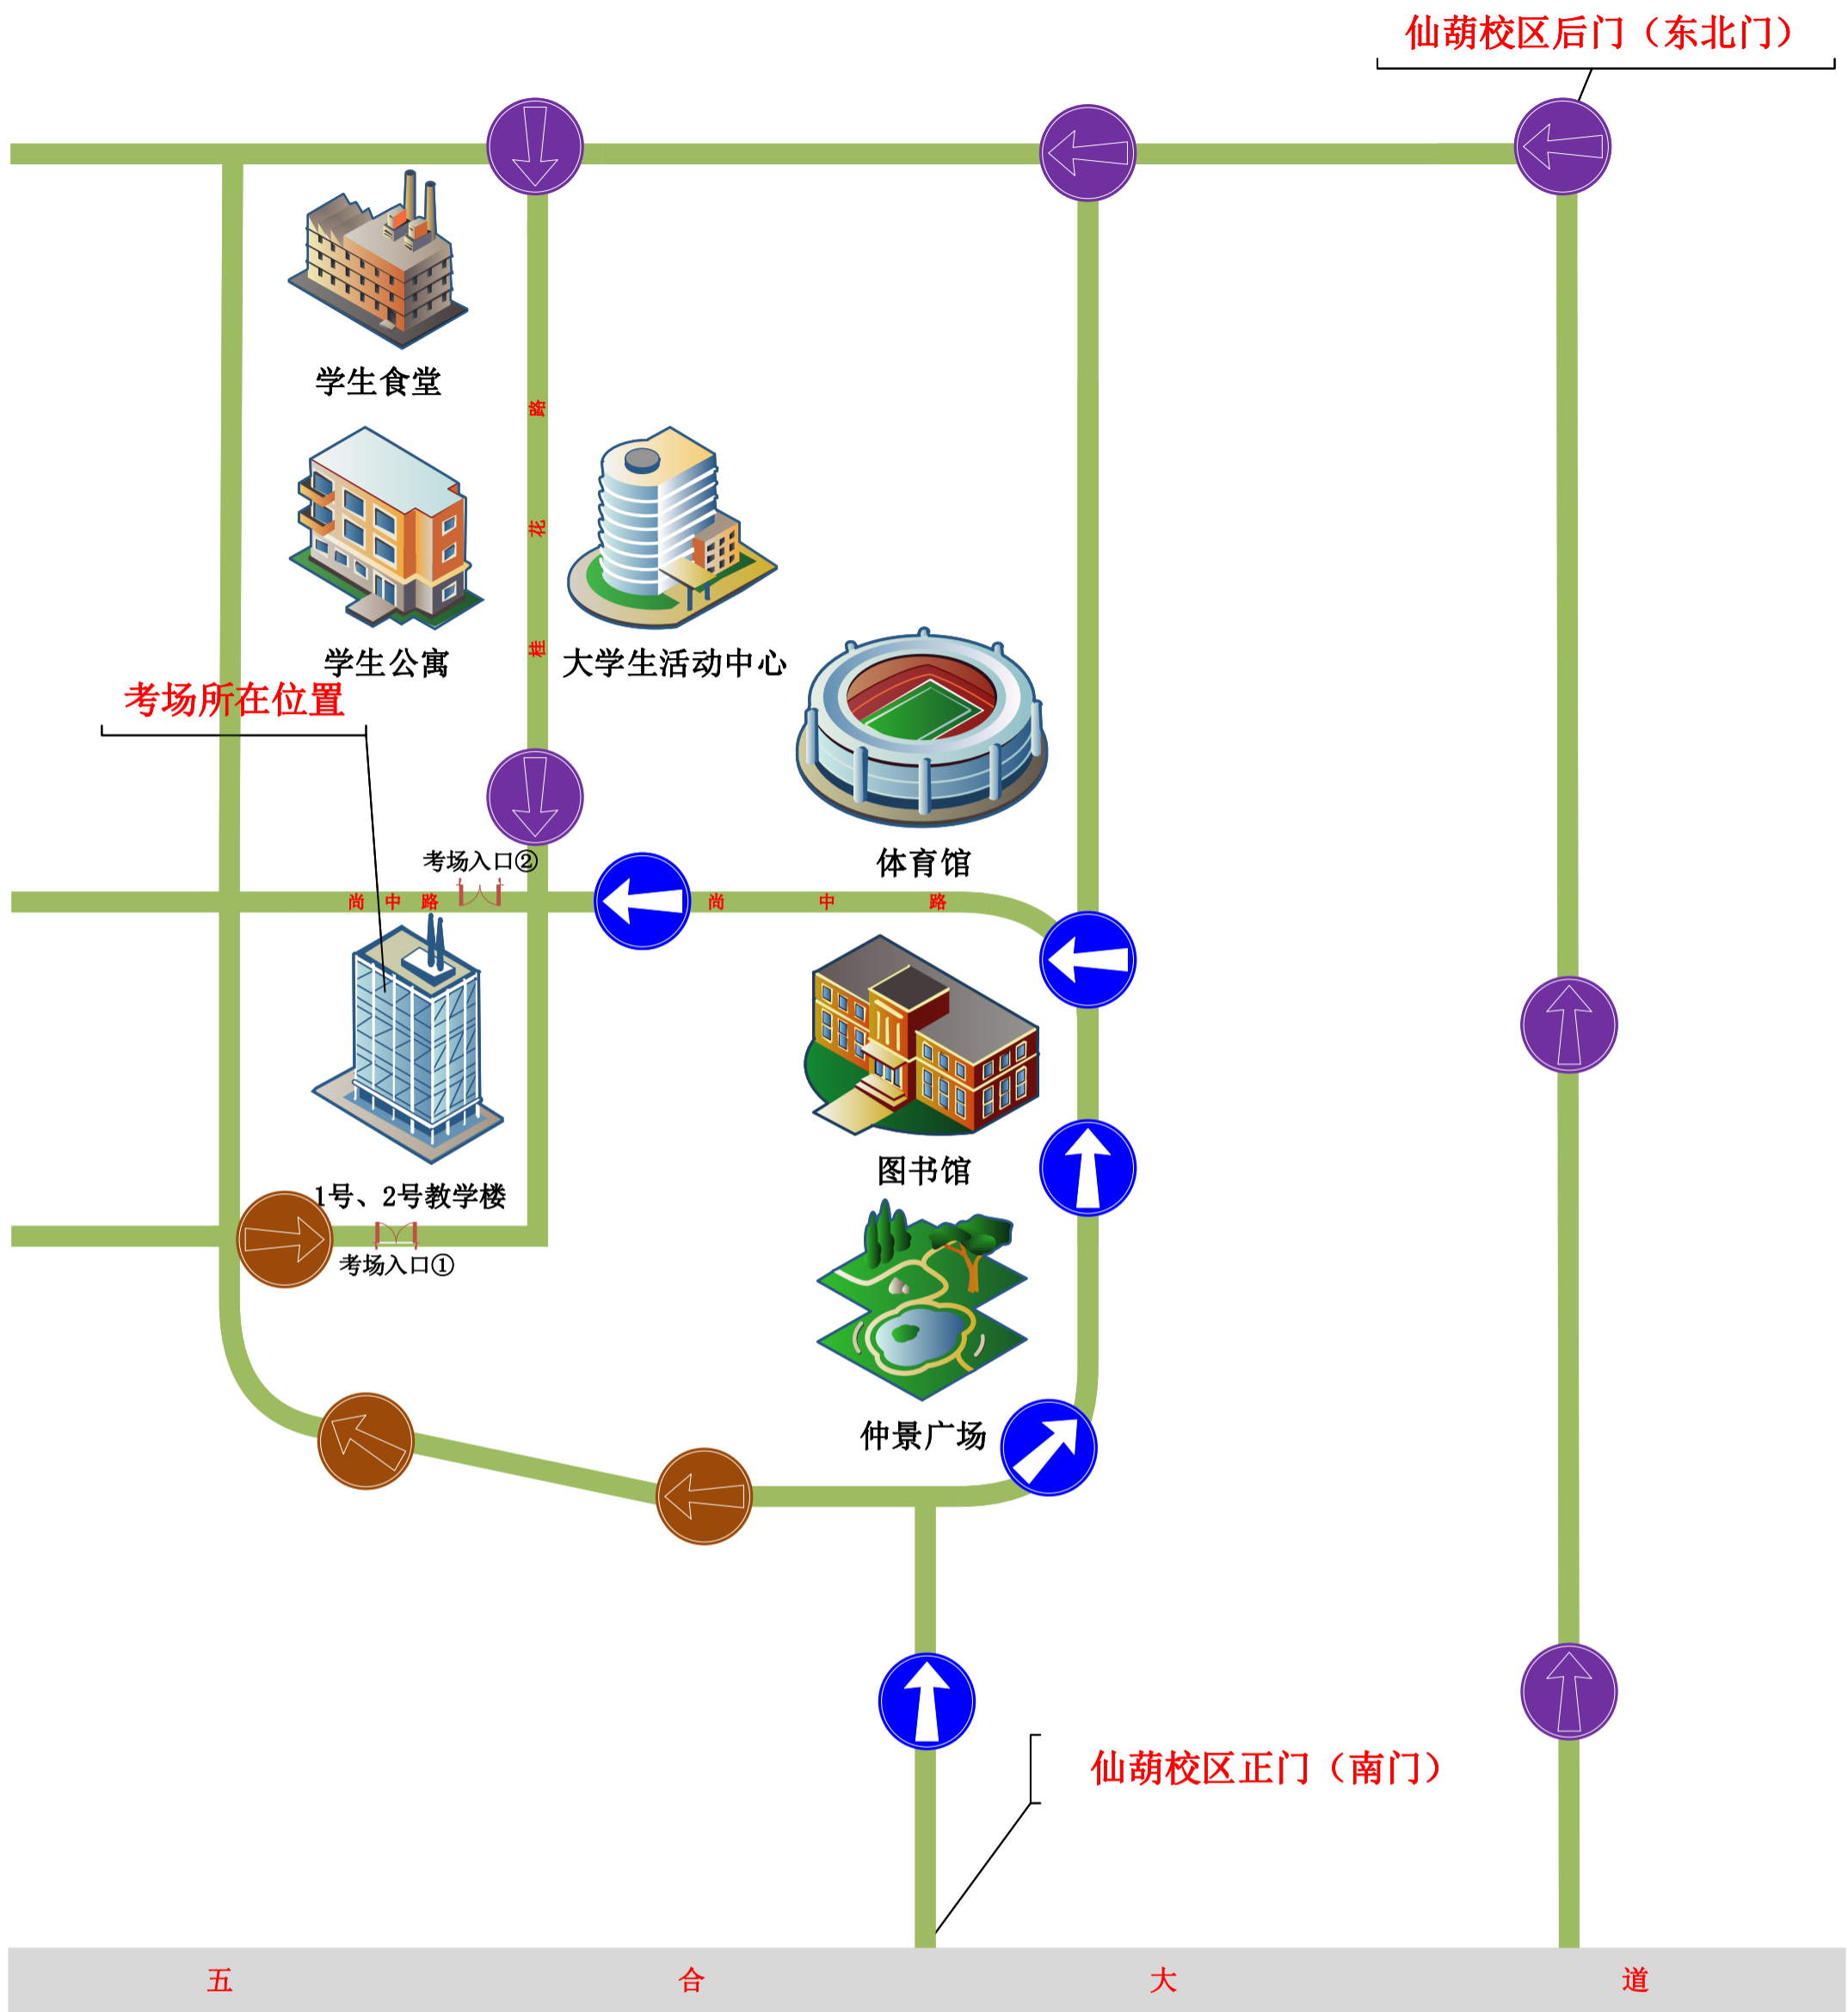 仙葫校区后门（东北门）
学生食堂
路
花
桂
学生公寓
大学生活动中心
考场所在位置
体育馆
考场入口②
尚中路
尚中路
图书馆
1号、2号教学楼
考场入口①
仲景广场
仙葫校区正门（南门）
五合大道